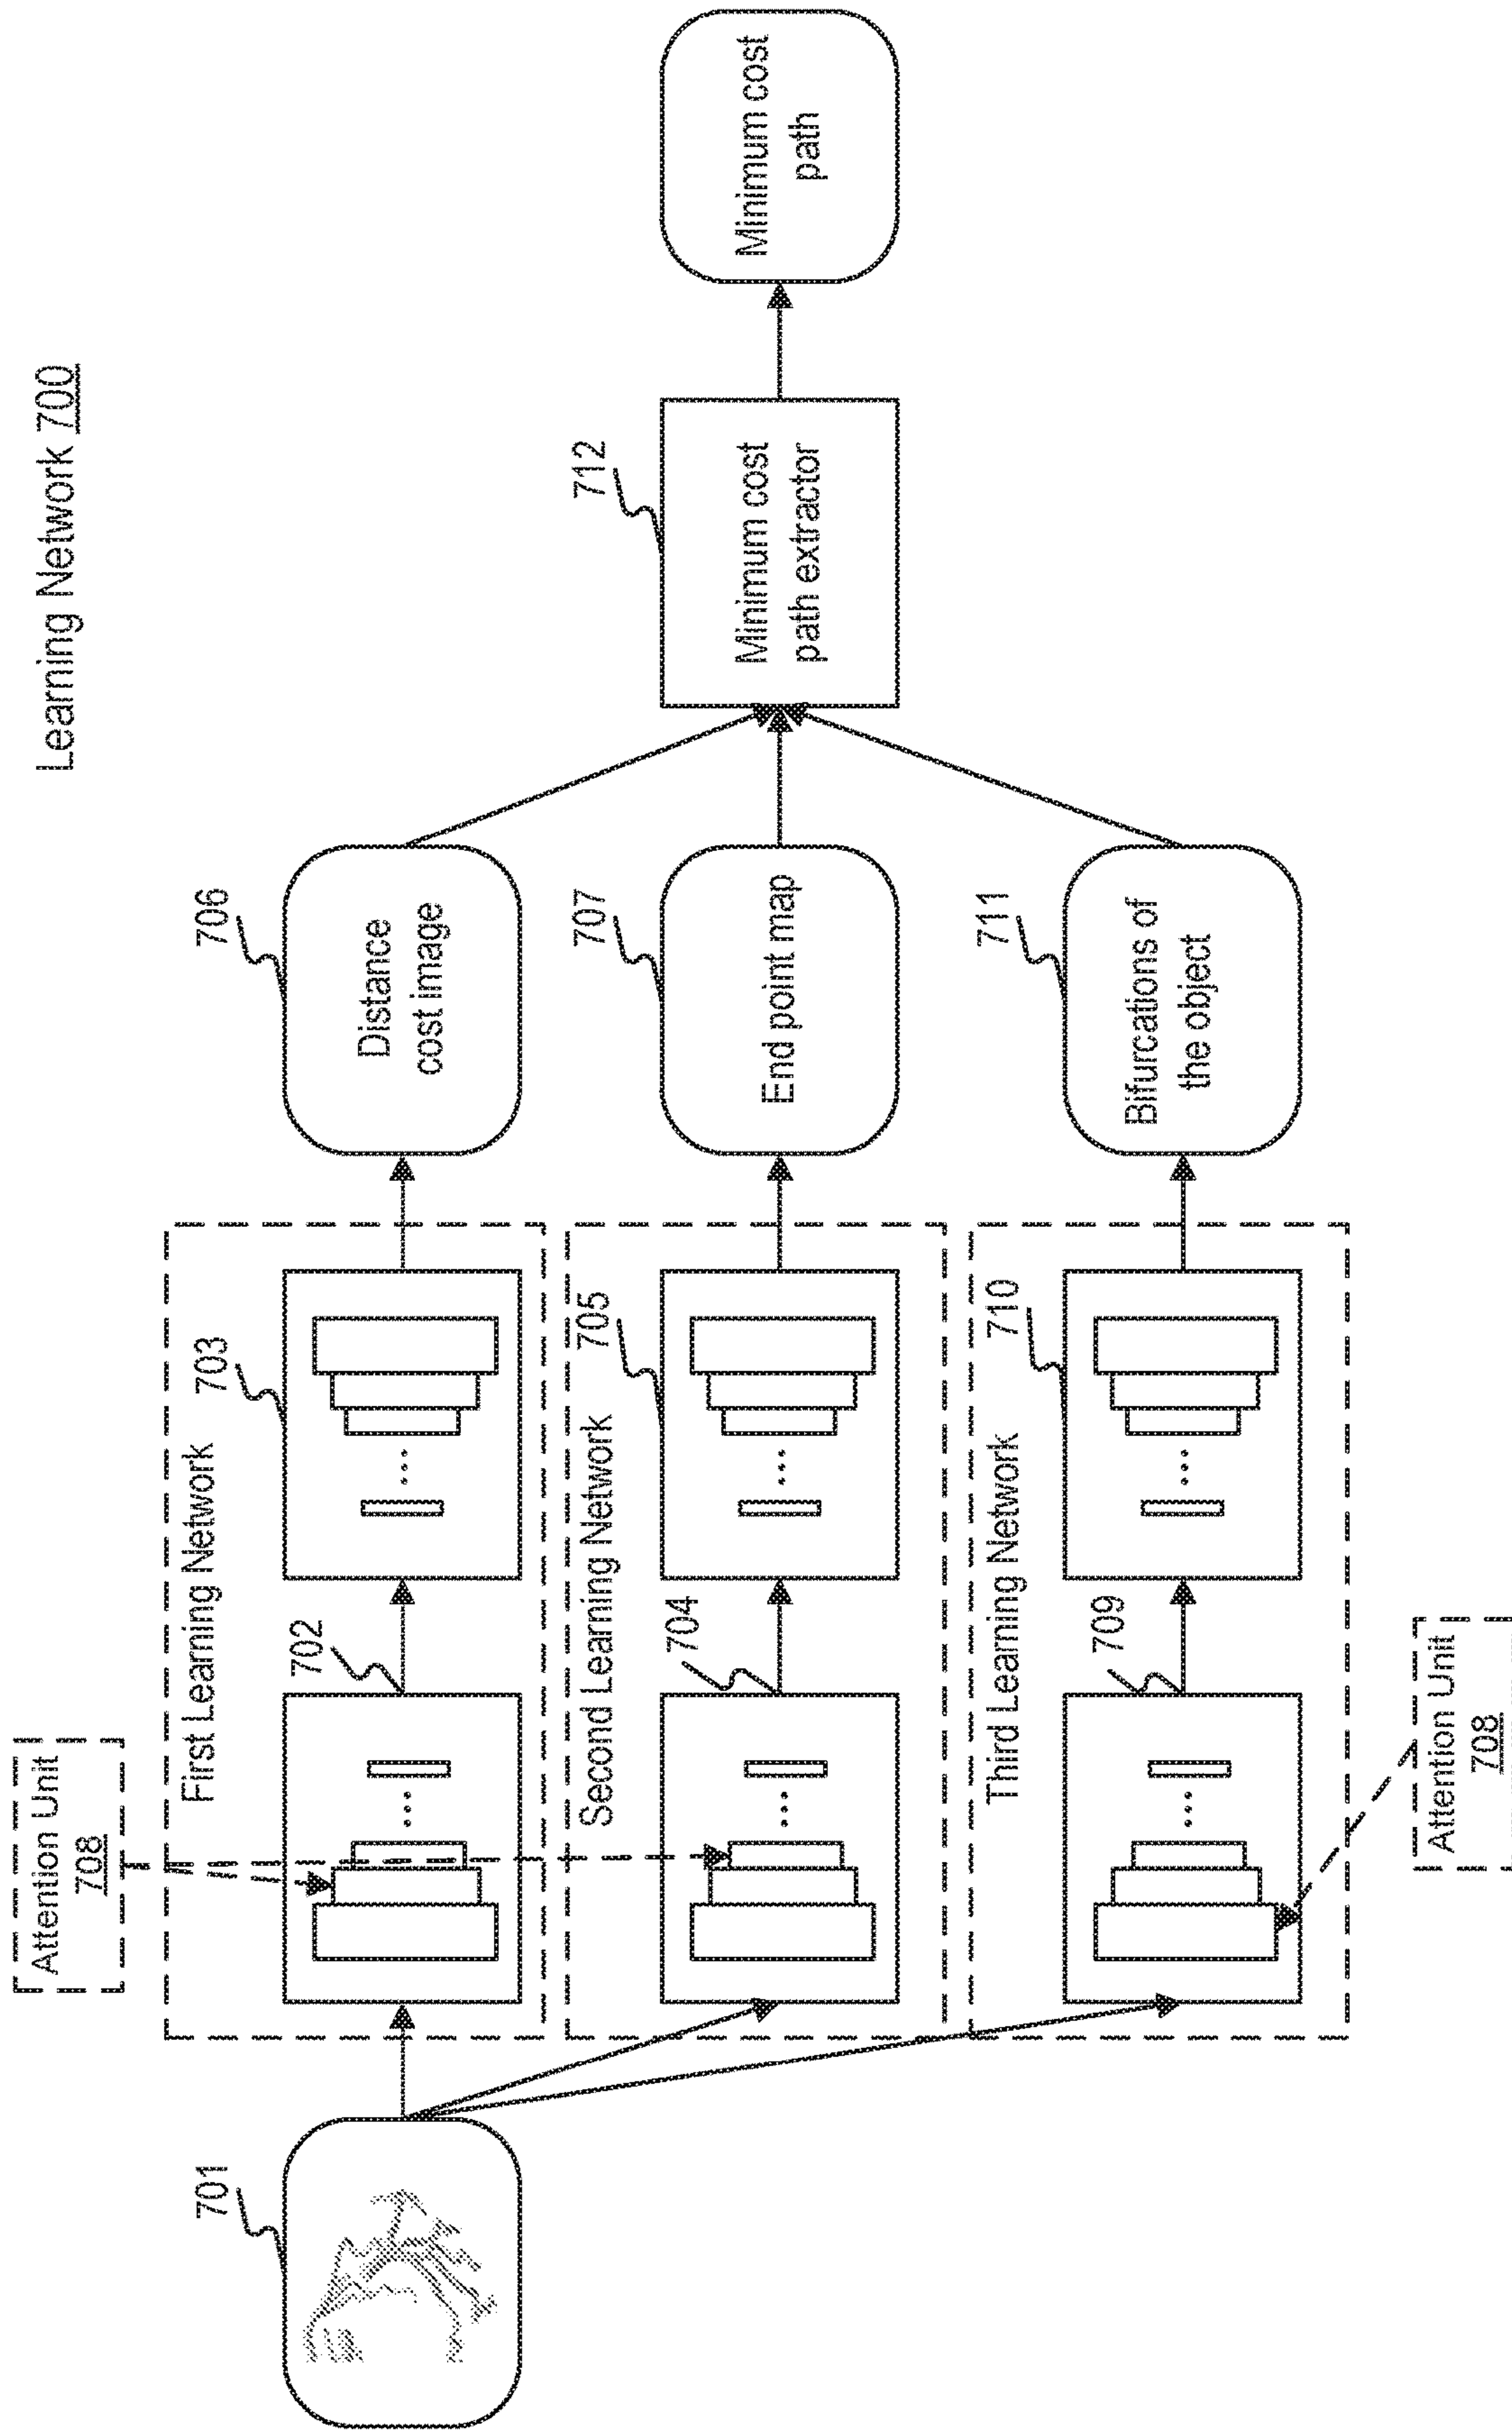 Learning Network 700
Attention Unit
708
First Learning Network
701
702
703
706
Distance
cost image
Second Learning Network
704
705
707
End point map
712
Minimum cost
path extractor
Minimum cost
path
Third Learning Network
709
710
711
Bifurcations of
the object
Attention Unit
708